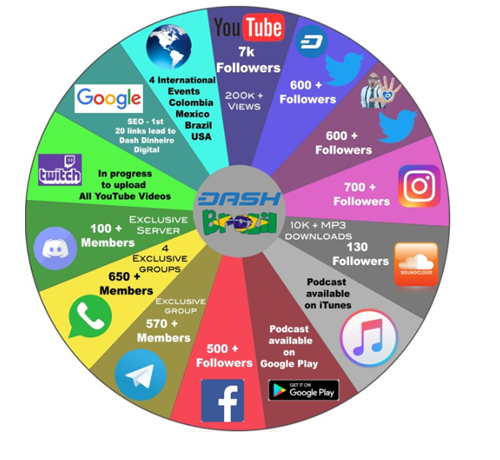 YouTube
7k
Followers
200K +
Views
600 +
Followers
600 +
Followers
700 +
Followers
10K + MP3
downloads
130
Followers
SOUNDCLOUD
Podcast
available
on iTunes
Podcast
available
on
Google Play
GET IT ON
Google Play
500 +
Followers
f
Exclusive
group
570 +
Members
4
Exclusive
groups
650 +
Members
Exclusive
Server
100 +
Members
twitch
In progress
to upload
All YouTube Videos
Google
SEO - 1st
20 links lead to
Dash Dinheiro
Digital
4 International
Events
Colombia
Mexico
Brazil
USA
DASH
Brazil